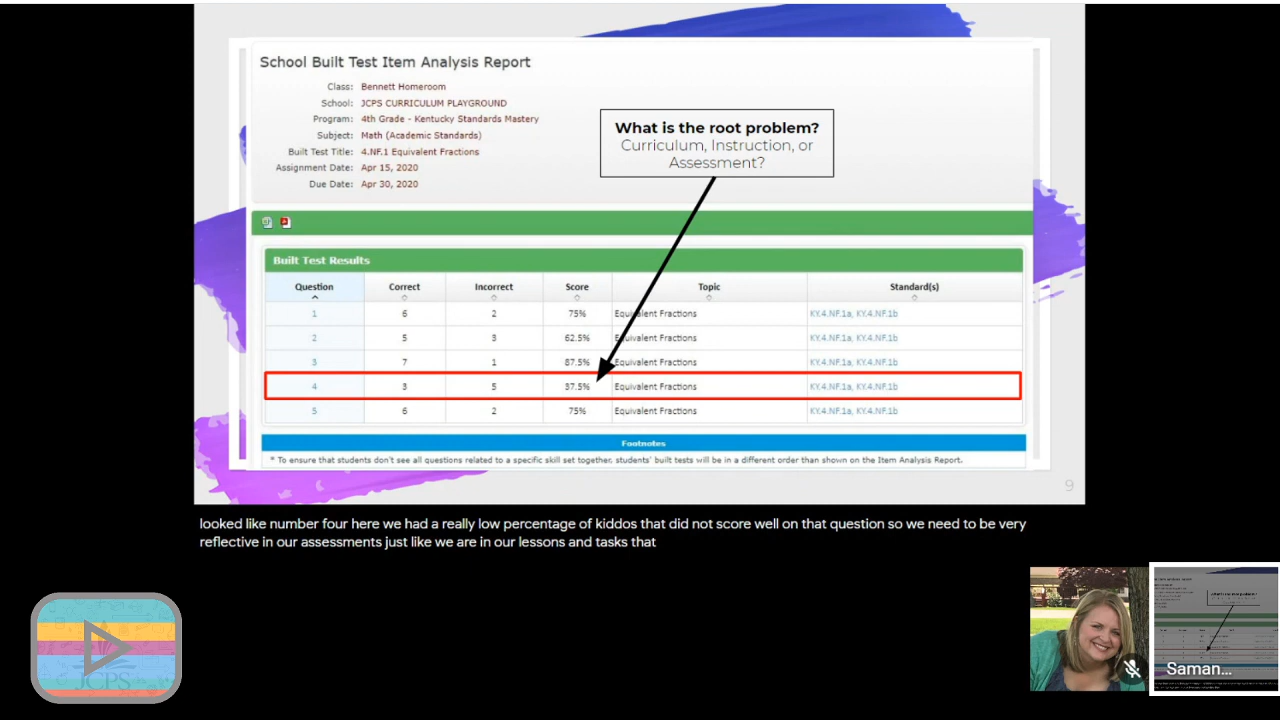 School Built Test Item Analysis Report
Class: Bennett Homeroom
School: JCPS CURRICULUM PLAYGROUND
Program: 4th Grade - Kentucky Standards Mastery
Subject: Math (Academic Standards)
Built Test Title: 4.NF.1 Equivalent Fractions
Assignment Date: Apr 15, 2020
Due Date: Apr 30, 2020
What is the root problem?
Curriculum, Instruction, or
Assessment?
Built Test Results
Question Correct Incorrect Score Topic Standard(s)
1 6 2 75% Equivalent Fractions KY.4.NF.1a, KY.4.NF.1b
2 5 3 62.5% Equivalent Fractions KY.4.NF.1a, KY.4.NF.1b
3 7 1 87.5% Equivalent Fractions KY.4.NF.1a, KY.4.NF.1b
4 3 5 37.5% Equivalent Fractions KY.4.NF.1a, KY.4.NF.1b
5 6 2 75% Equivalent Fractions KY.4.NF.1a, KY.4.NF.1b
Footnotes
* To ensure that students don't see all questions related to a specific skill set together, students' built tests will be in a different order than shown on the Item Analysis Report.
9
looked like number four here we had a really low percentage of kiddos that did not score well on that question so we need to be very
reflective in our assessments just like we are in our lessons and tasks that
JCPS
Saman...